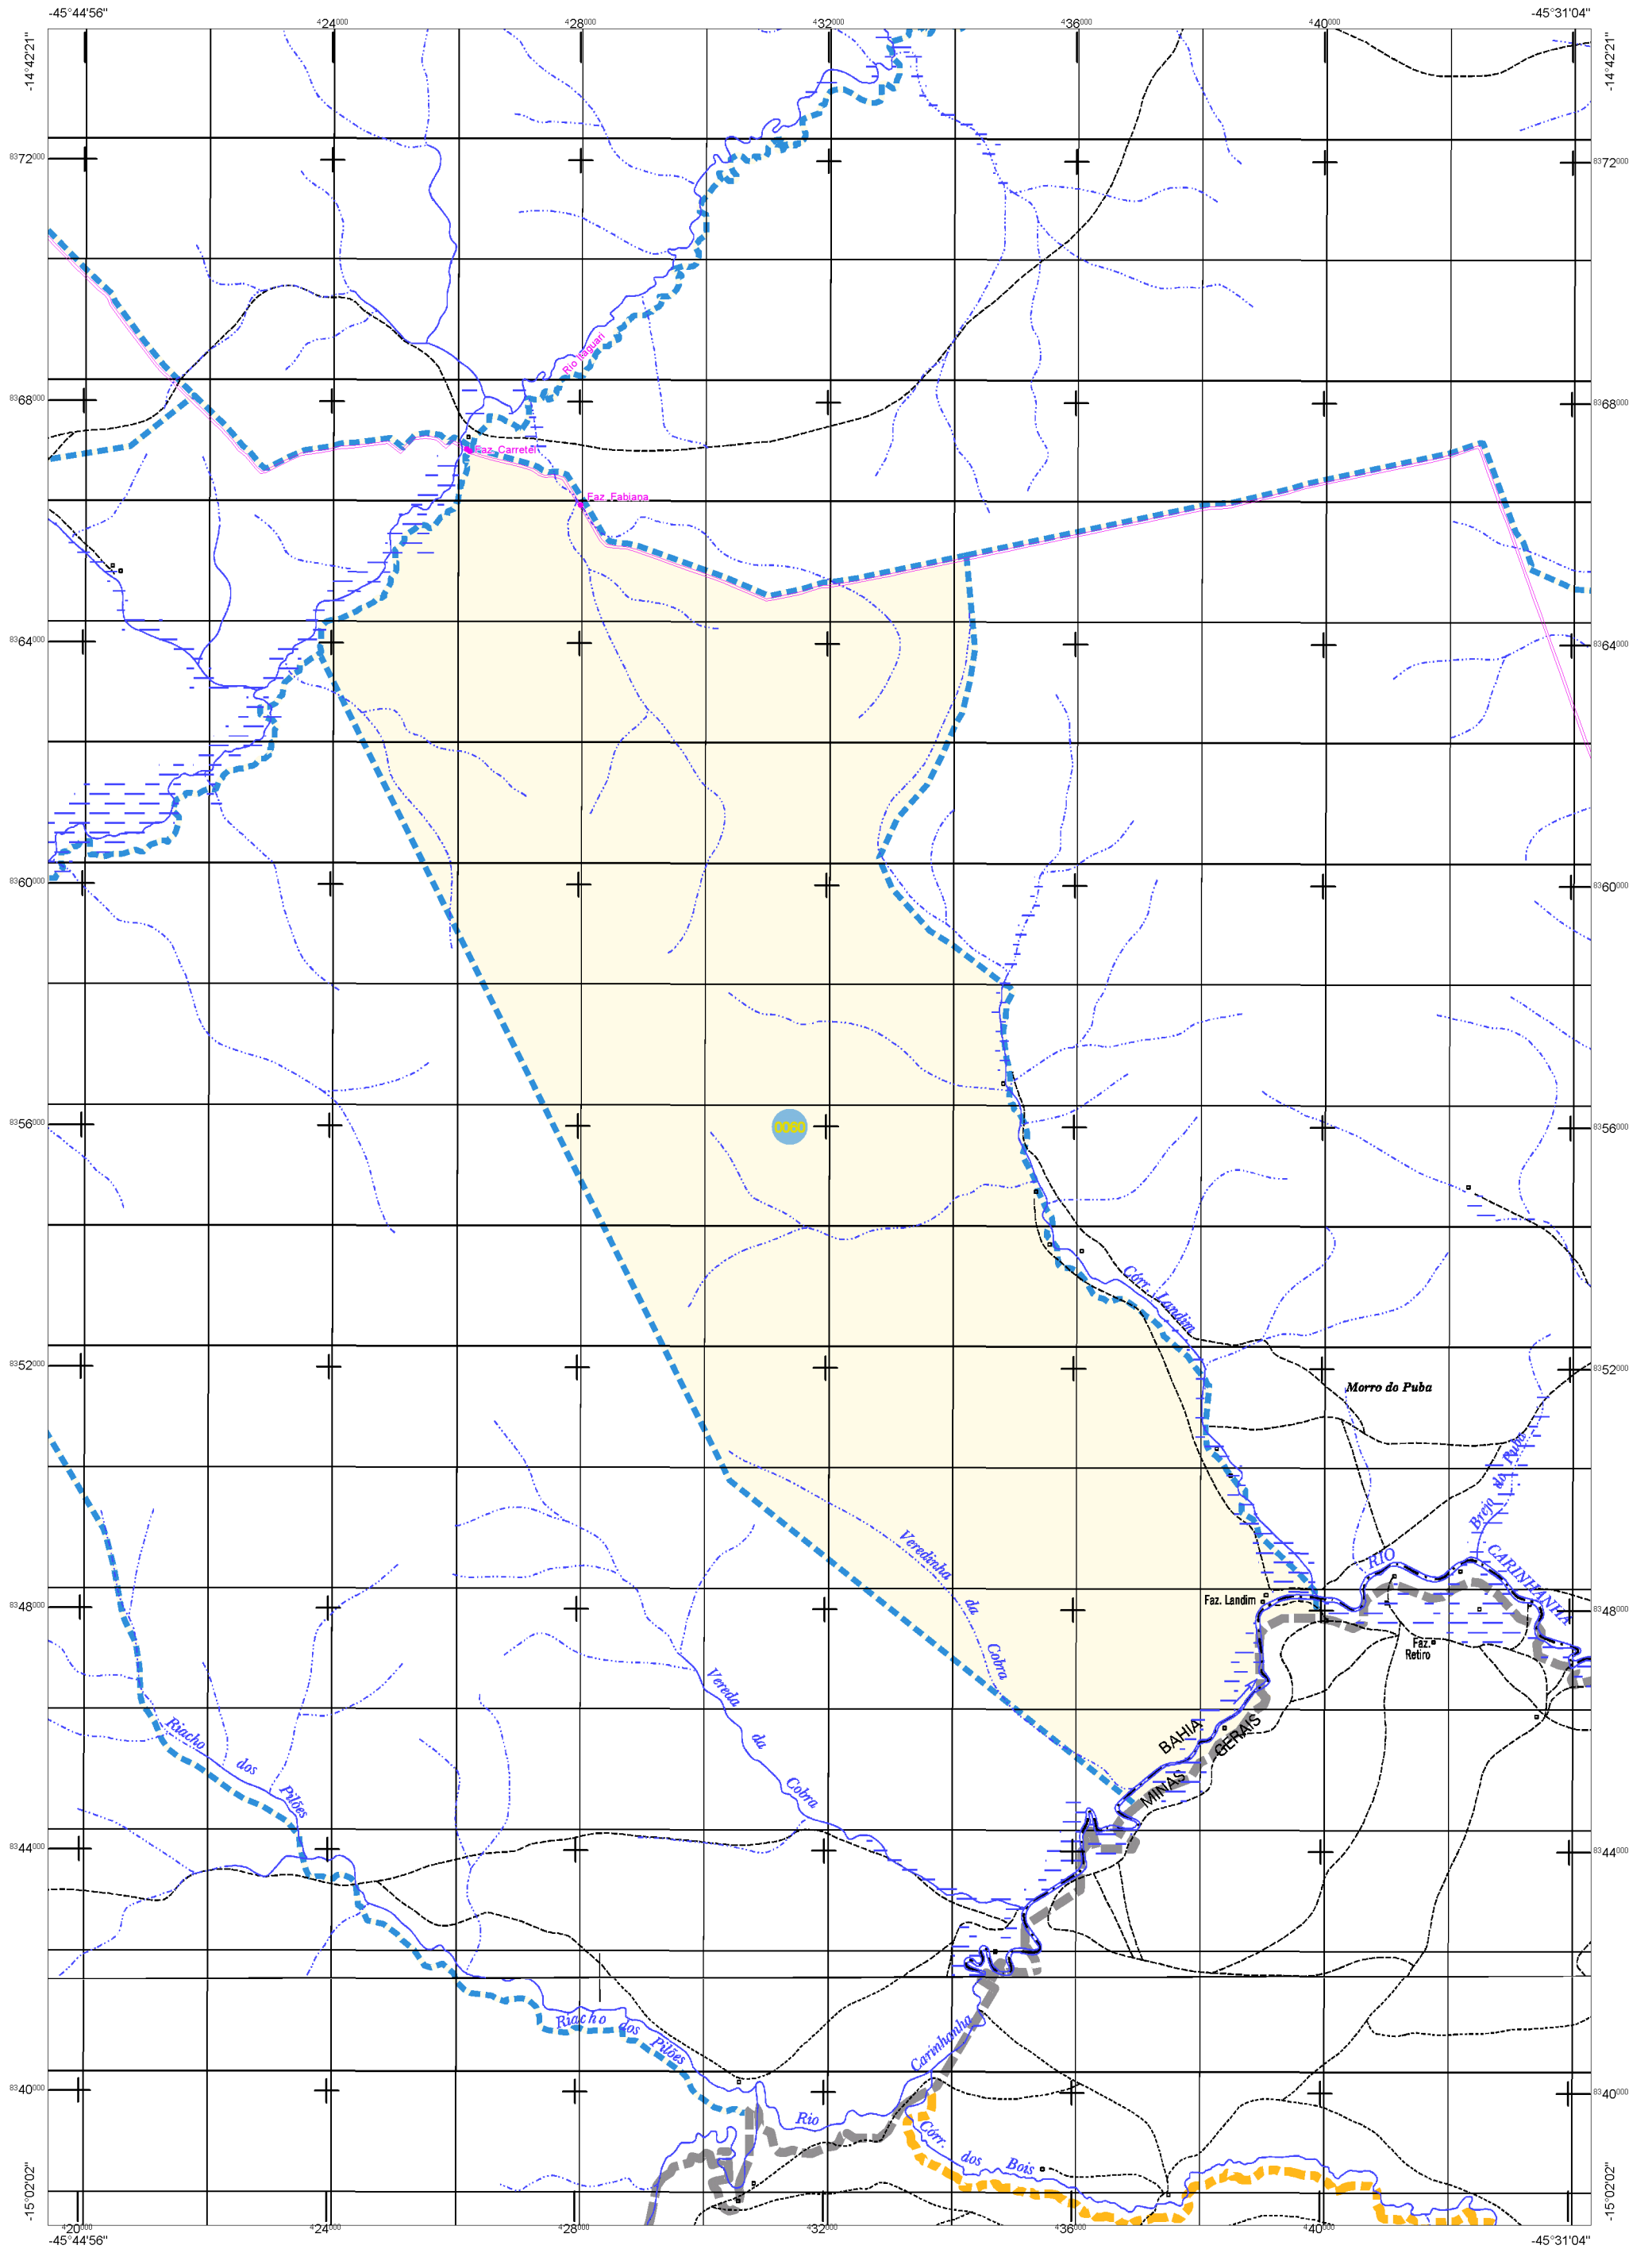 -45°44'56"
-45°31'04"
⁴24⁰⁰⁰
⁴28⁰⁰⁰
⁴32⁰⁰⁰
⁴36⁰⁰⁰
⁴40⁰⁰⁰
-14°42'21"
-14°42'21"
8372⁰⁰⁰
8372⁰⁰⁰
Rio Itaguari
8368⁰⁰⁰
8368⁰⁰⁰
Faz. Carretel
Faz. Fabiana
8364⁰⁰⁰
8364⁰⁰⁰
8360⁰⁰⁰
8360⁰⁰⁰
8356⁰⁰⁰
0060
8356⁰⁰⁰
Córr. Landim
8352⁰⁰⁰
8352⁰⁰⁰
Morro do Puba
Brejo do Puba
Veredinha da Cobra
RIO CARINHANHA
Faz. Landim
8348⁰⁰⁰
8348⁰⁰⁰
Faz.
Retiro
Vereda da Cobra
BAHIA
MINAS GERAIS
Riacho dos Pilões
8344⁰⁰⁰
8344⁰⁰⁰
Riacho dos Pilões
Rio Carinhanha
8340⁰⁰⁰
8340⁰⁰⁰
Córr. dos Bois
-15°02'02"
-15°02'02"
⁴20⁰⁰⁰
⁴24⁰⁰⁰
⁴28⁰⁰⁰
⁴32⁰⁰⁰
⁴36⁰⁰⁰
⁴40⁰⁰⁰
-45°44'56"
-45°31'04"